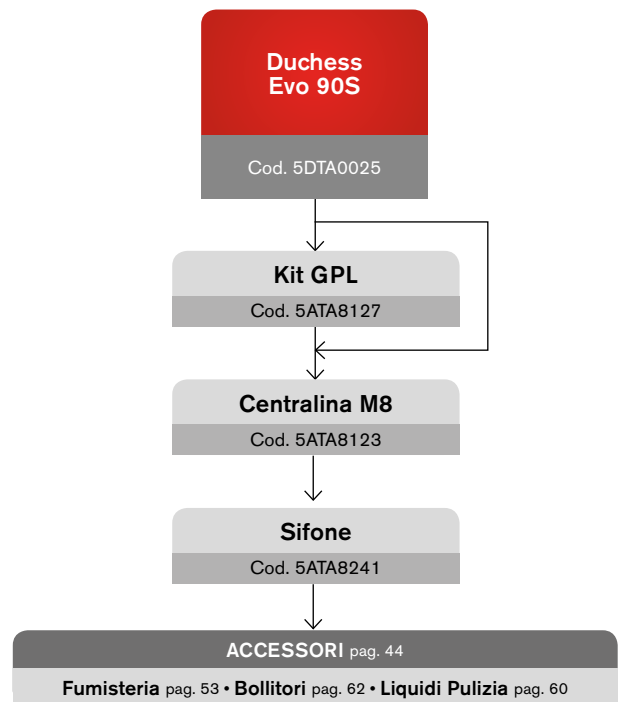 Duchess
Evo 90S
Cod. 5DTA0025
Kit GPL
Cod. 5ATA8127
Centralina M8
Cod. 5ATA8123
Sifone
Cod. 5ATA8241
ACCESSORI pag. 44
Fumisteria pag. 53 • Bollitori pag. 62 • Liquidi Pulizia pag. 60